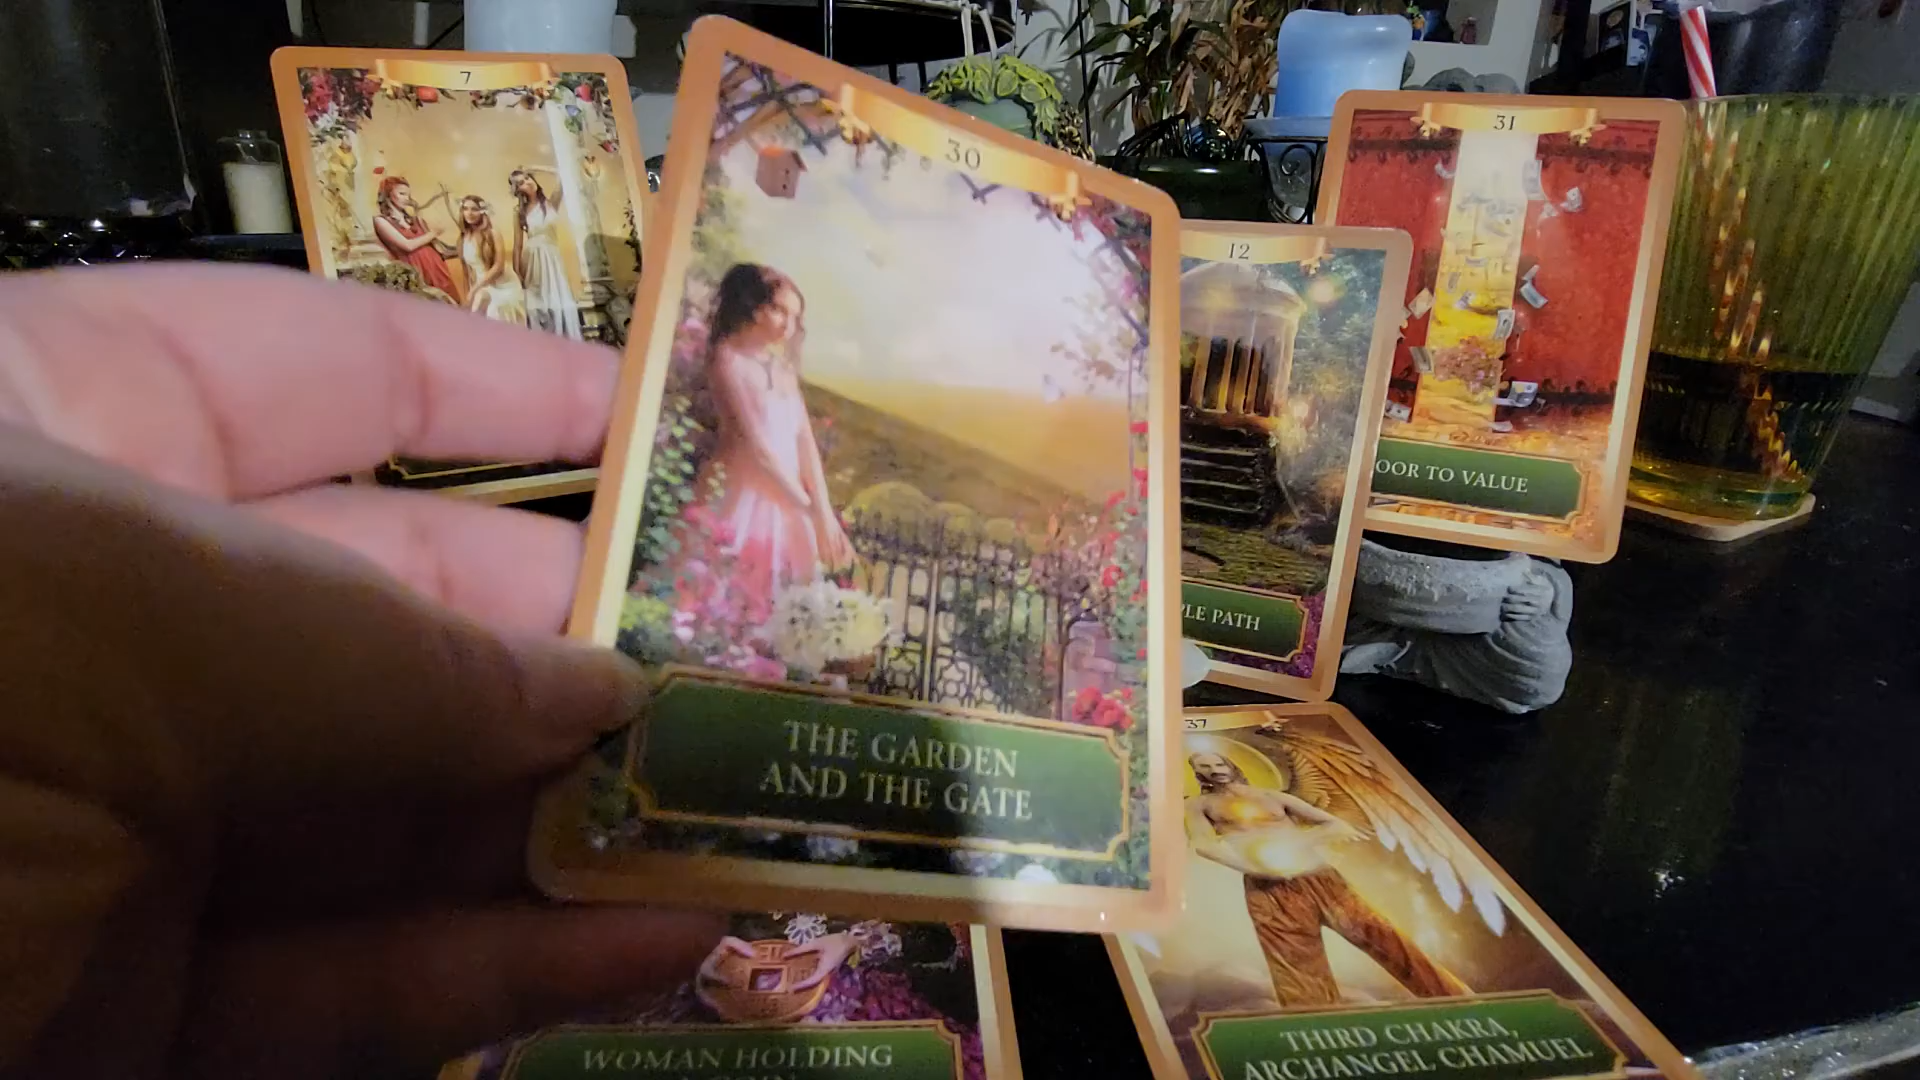 7
30
THE GARDEN
AND THE GATE
12
PLE PATH
31
OOR TO VALUE
37
THIRD CHAKRA,
ARCHANGEL CHAMUEL
WOMAN HOLDING